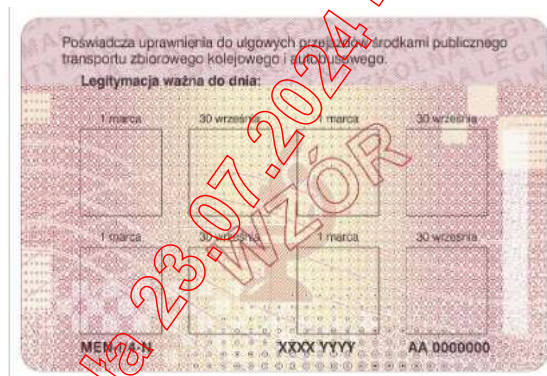 Poświadcza uprawnienia do ulgowych przejazdów środkami publicznego
transportu zbiorowego kolejowego i autobusowego.
Legitymacja ważna do dnia:
1 marca 30 września 1 marca 30 września
1 marca 30 września 1 marca 30 września
WZÓR
23.07.2024
MEN-I/4-N XXXX YYYY AA 0000000